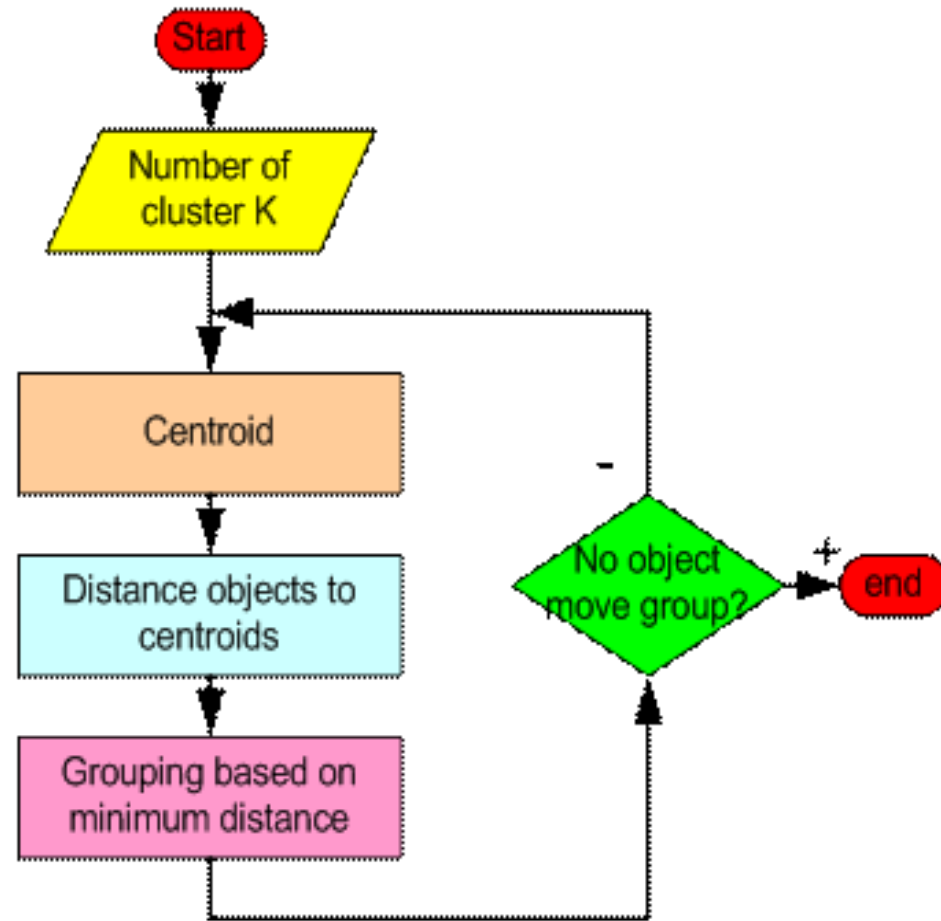 Start
Number of
cluster K
Centroid
Distance objects to
centroids
Grouping based on
minimum distance
-
No object
move group?
+
end